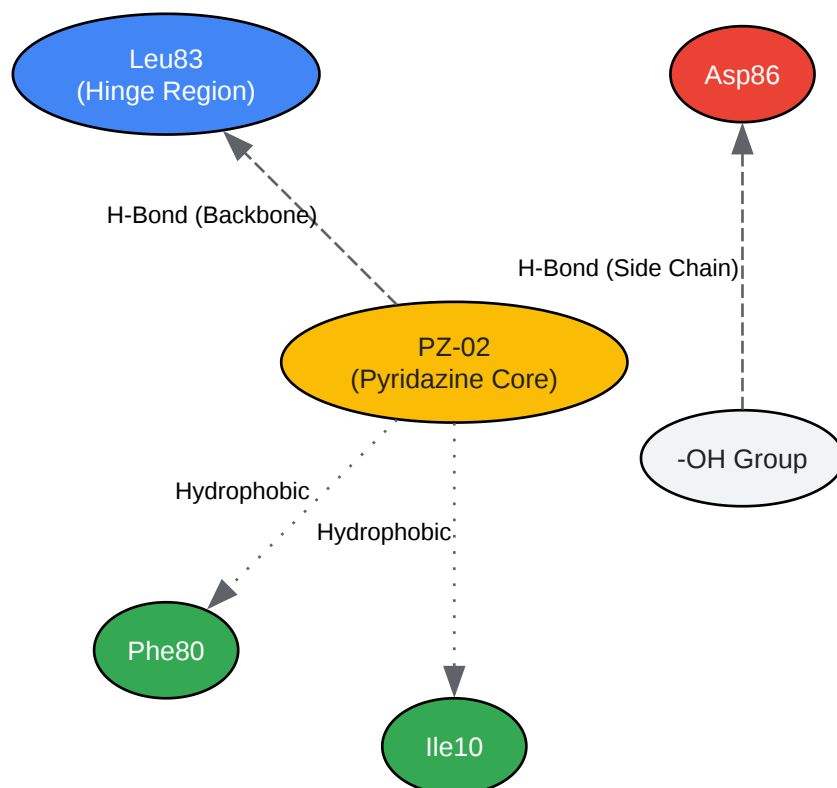 Leu83
(Hinge Region)
Asp86
H-Bond (Backbone)
H-Bond (Side Chain)
PZ-02
(Pyridazine Core)
-OH Group
Hydrophobic
Hydrophobic
Phe80
Ile10